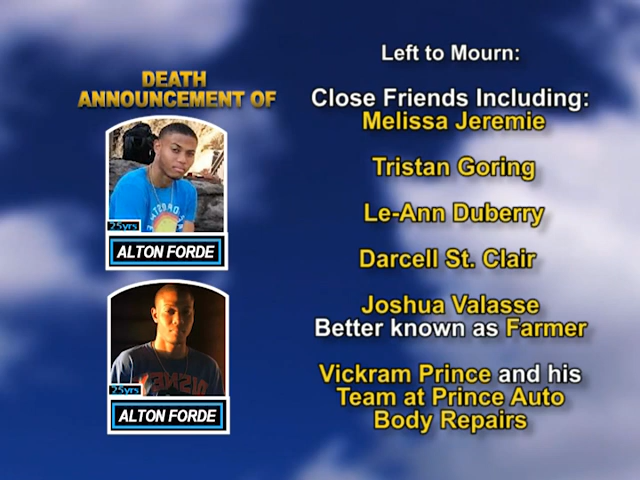 DEATH
ANNOUNCEMENT OF
25yrs
ALTON FORDE
25yrs
ALTON FORDE
Left to Mourn:
Close Friends Including:
Melissa Jeremie
Tristan Goring
Le-Ann Duberry
Darcell St. Clair
Joshua Valasse
Better known as Farmer
Vickram Prince and his
Team at Prince Auto
Body Repairs